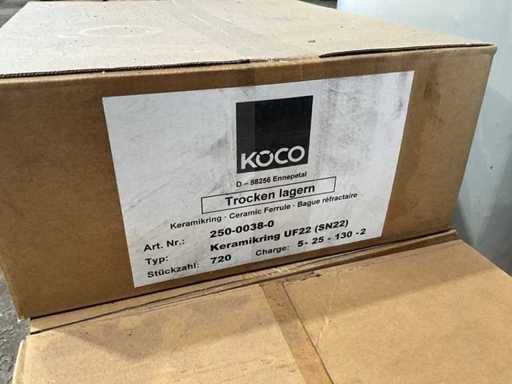 KÖCO
D – 58256 Ennepetal
Trocken lagern
Keramikring - Ceramic Ferrule - Bague réfractaire
Art. Nr.: 250-0038-0
Typ: Keramikring UF22 (SN22)
Stückzahl: 720 Charge: 5- 25 - 130 -2